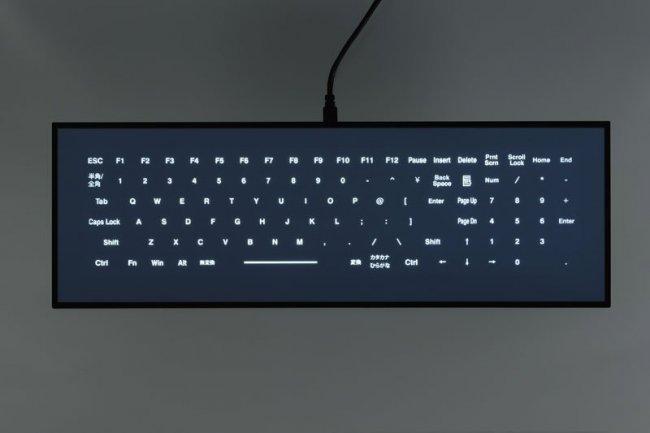 ESC F1 F2 F3 F4 F5 F6 F7 F8 F9 F10 F11 F12 Pause Insert Delete Prnt Scrn Scroll Lock Home End
半角/全角 1 2 3 4 5 6 7 8 9 0 - ^ ¥ Back Space Num / * -
Tab Q W E R T Y U I O P @ [ Enter Page Up 7 8 9 +
Caps Lock A S D F G H J K L ; : ] Page Dn 4 5 6 Enter
Shift Z X C V B N M , . / \ Shift ↑ 1 2 3
Ctrl Fn Win Alt 無変換 変換 カタカナ ひらがな Ctrl ← ↓ → 0 .